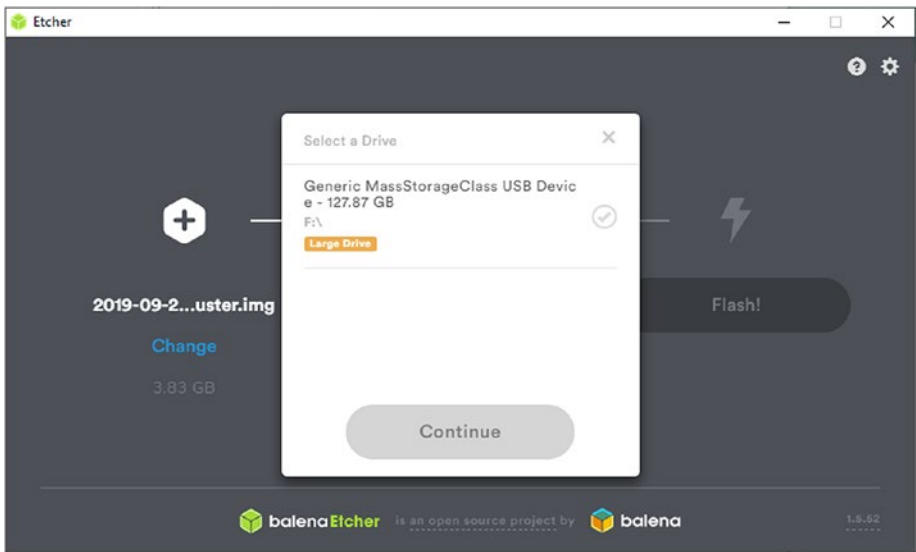 Etcher
Select a Drive
Generic MassStorageClass USB Devic
e - 127.87 GB
F:\
Large Drive
2019-09-2...uster.img
Change
3.83 GB
Flash!
Continue
balenaEtcher is an open source project by balena
1.5.52